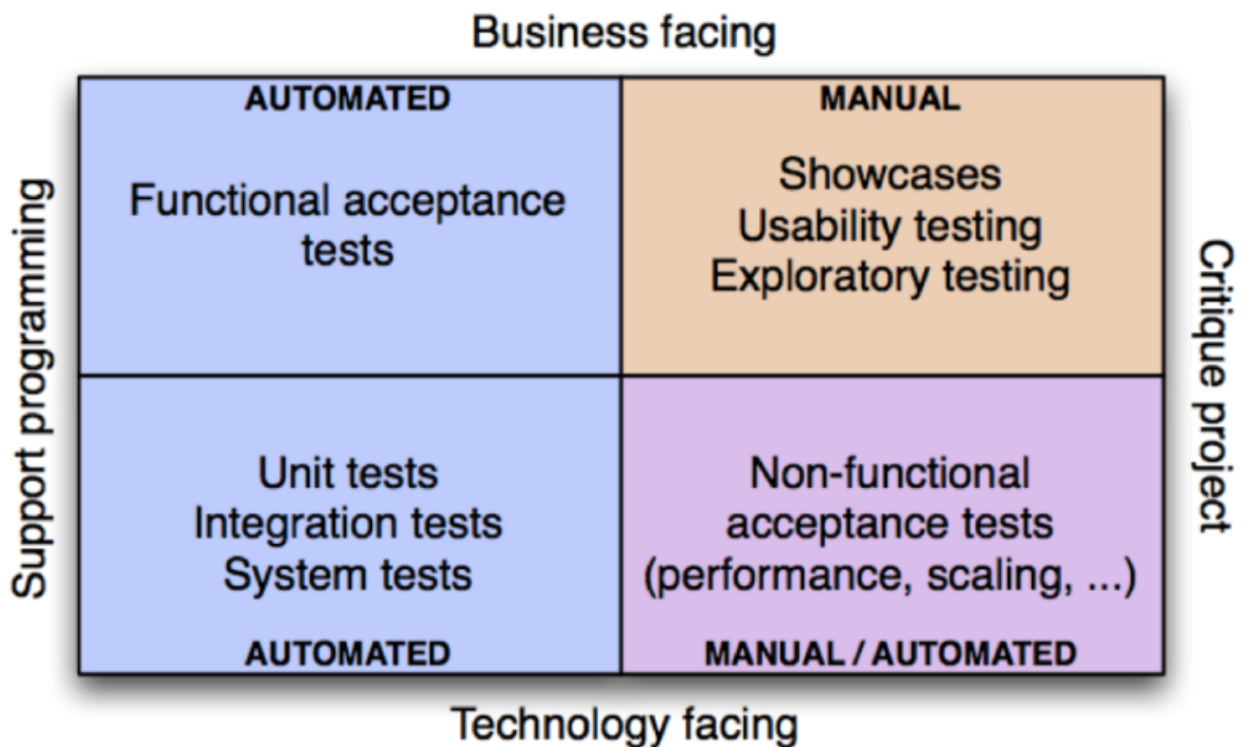 Business facing
AUTOMATED
Functional acceptance
tests
MANUAL
Showcases
Usability testing
Exploratory testing
Support programming
Critique project
Unit tests
Integration tests
System tests
AUTOMATED
Non-functional
acceptance tests
(performance, scaling, ...)
MANUAL / AUTOMATED
Technology facing